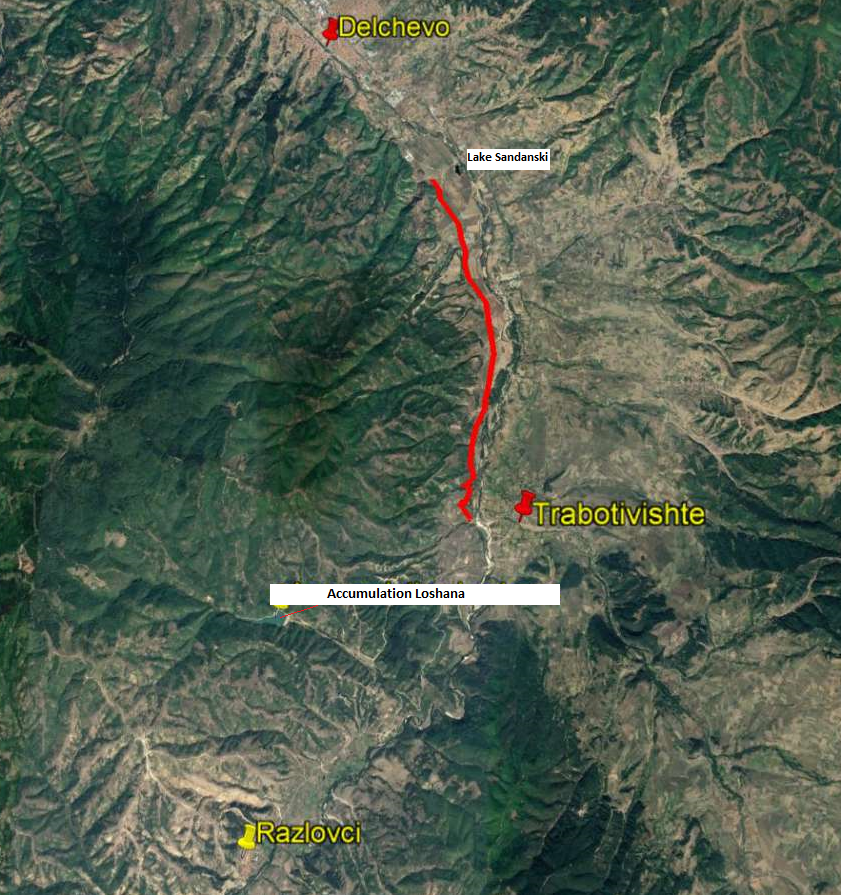 Delchevo
Lake Sandanski
Trabotivishte
Accumulation Loshana
Razlovci